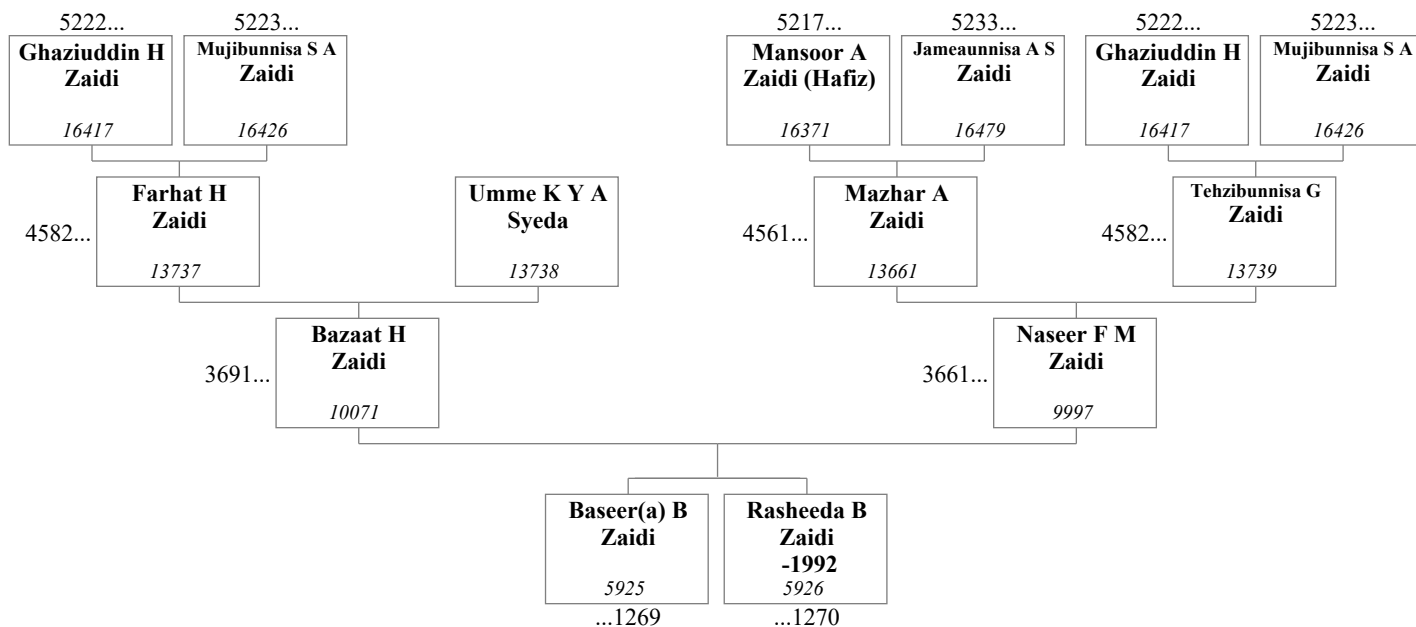 5222...
5223...
5217...
5233...
5222...
5223...
Ghaziuddin H
Zaidi
16417
Mujibunnisa S A
Zaidi
16426
Mansoor A
Zaidi (Hafiz)
16371
Jameaunnisa A S
Zaidi
16479
Ghaziuddin H
Zaidi
16417
Mujibunnisa S A
Zaidi
16426
4582...
Farhat H
Zaidi
13737
Umme K Y A
Syeda
13738
4561...
Mazhar A
Zaidi
13661
4582...
Tehzibunnisa G
Zaidi
13739
3691...
Bazaat H
Zaidi
10071
3661...
Naseer F M
Zaidi
9997
Baseer(a) B
Zaidi
5925
...1269
Rasheeda B
Zaidi
-1992
5926
...1270